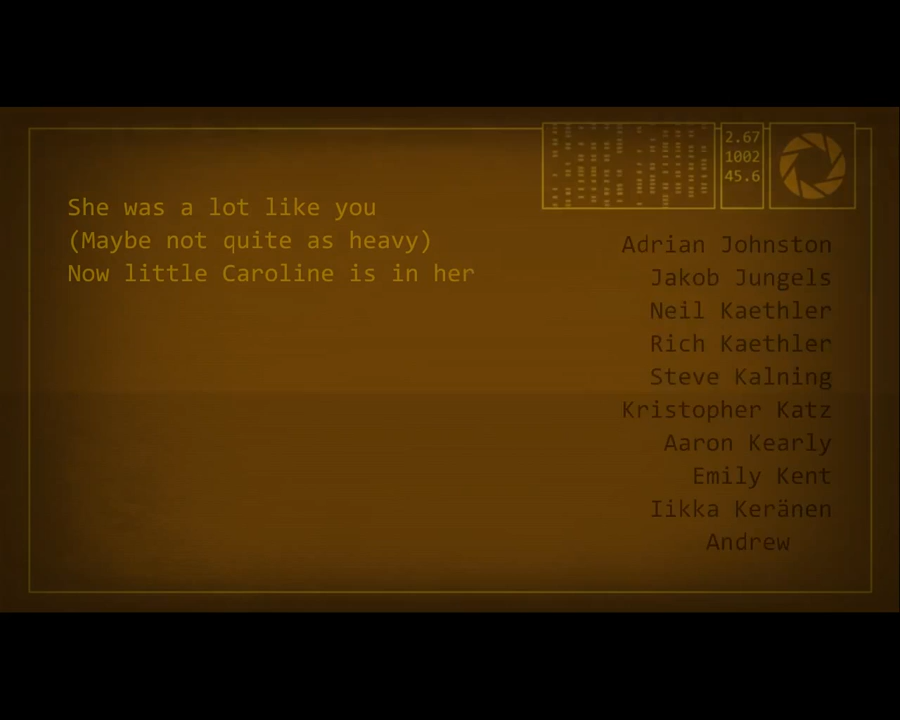 2.67
1002
45.6
She was a lot like you
(Maybe not quite as heavy)
Now little Caroline is in her
Adrian Johnston
Jakob Jungels
Neil Kaethler
Rich Kaethler
Steve Kalning
Kristopher Katz
Aaron Kearly
Emily Kent
Iikka Keränen
Andrew